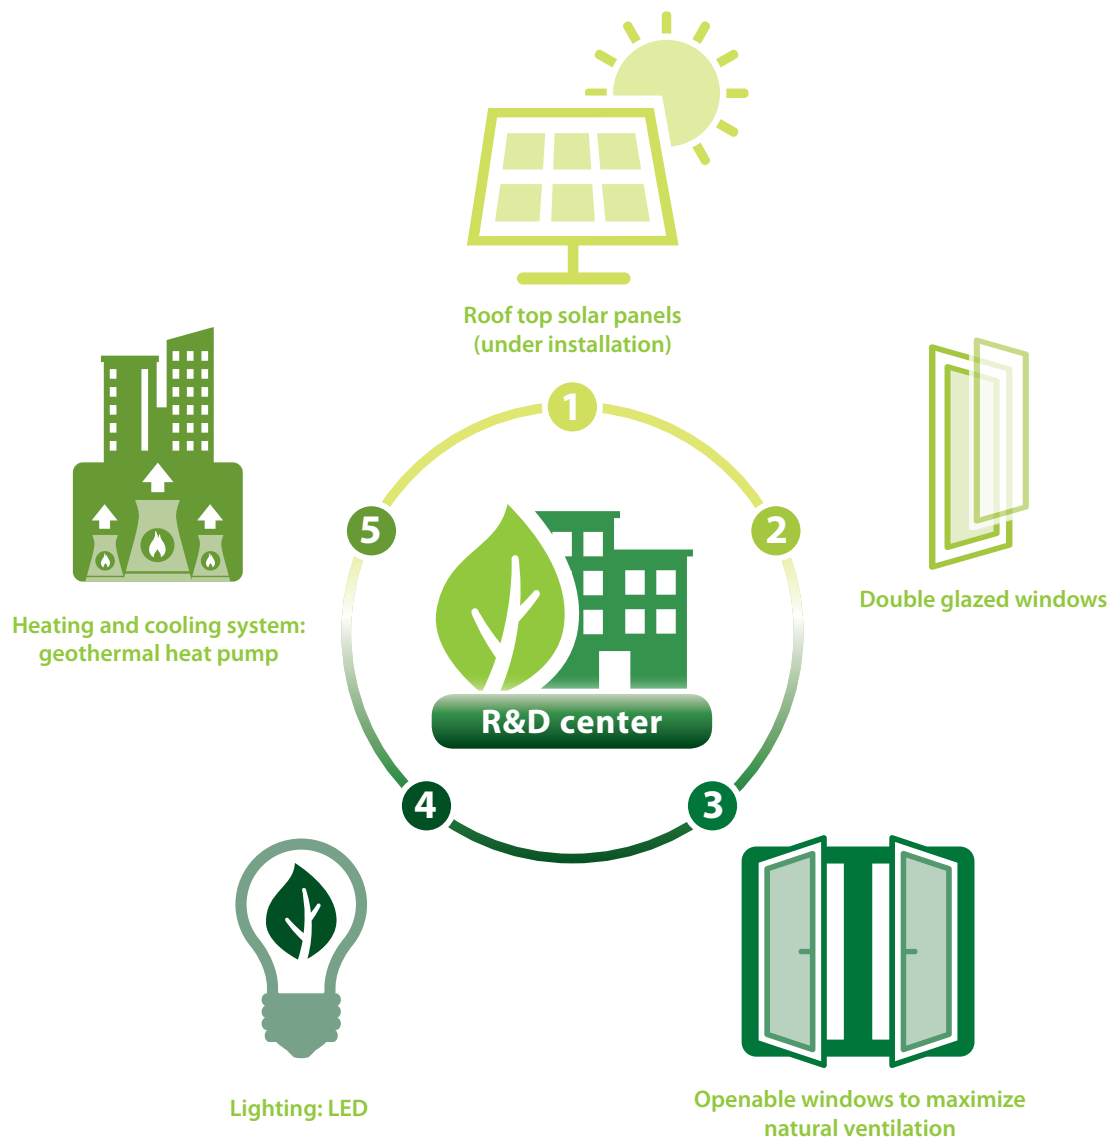 Roof top solar panels
(under installation)
1
2
Double glazed windows
3
Openable windows to maximize
natural ventilation
4
Lighting: LED
5
Heating and cooling system:
geothermal heat pump
R&D center